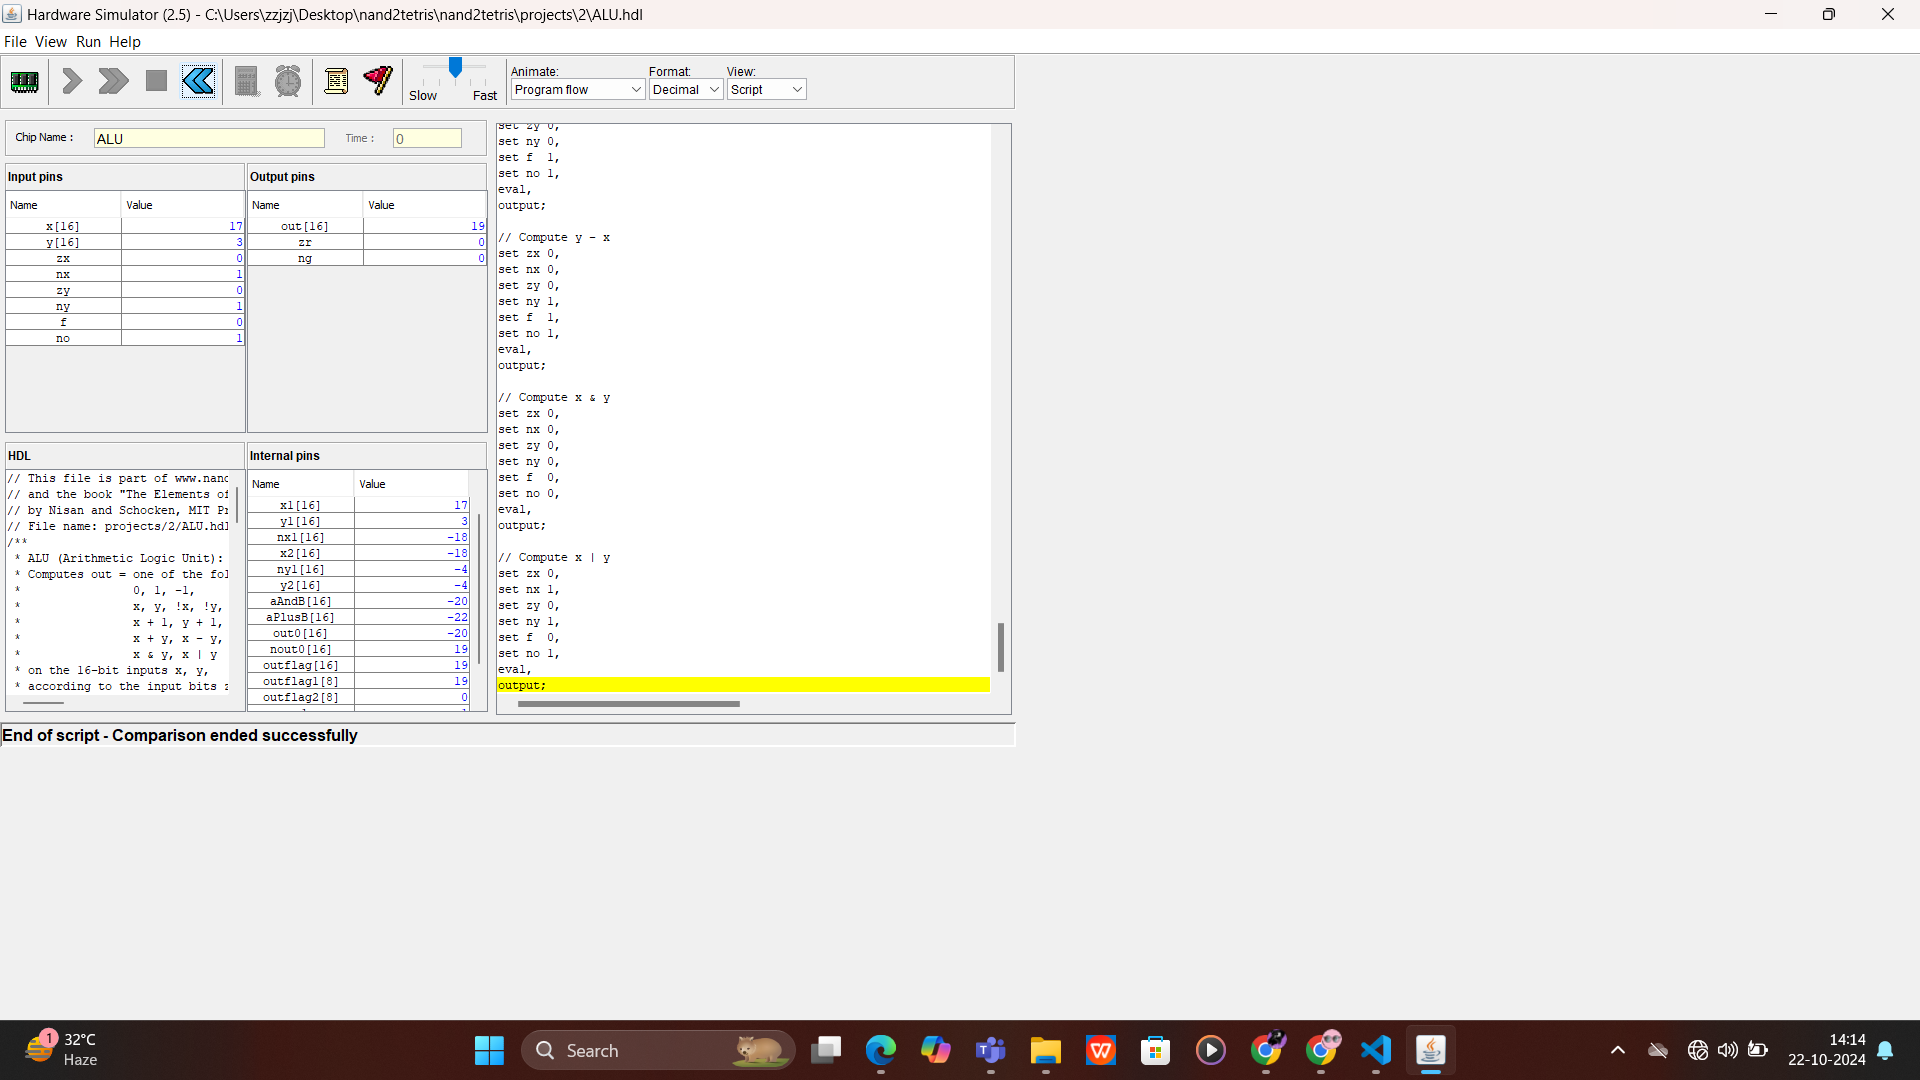 Hardware Simulator (2.5) - C:\Users\zzjzj\Desktop\nand2tetris\nand2tetris\projects\2\ALU.hdl
File View Run Help
Slow Fast
Animate: Format: View:
Program flow Decimal Script
Chip Name : ALU Time : 0
Input pins
Name Value
x[16] 17
y[16] 3
zx 0
nx 1
zy 0
ny 1
f 0
no 1
Output pins
Name Value
out[16] 19
zr 0
ng 0
HDL
// This file is part of www.nand
// and the book "The Elements of
// by Nisan and Schocken, MIT Pr
// File name: projects/2/ALU.hdl
/**
* ALU (Arithmetic Logic Unit):
* Computes out = one of the fol
* 0, 1, -1,
* x, y, !x, !y,
* x + 1, y + 1,
* x + y, x - y,
* x & y, x | y
* on the 16-bit inputs x, y,
* according to the input bits z
Internal pins
Name Value
x1[16] 17
y1[16] 3
nx1[16] -18
x2[16] -18
ny1[16] -4
y2[16] -4
aAndB[16] -20
aPlusB[16] -22
out0[16] -20
nout0[16] 19
outflag[16] 19
outflag1[8] 19
outflag2[8] 0
set zy 0,
set ny 0,
set f 1,
set no 1,
eval,
output;
// Compute y - x
set zx 0,
set nx 0,
set zy 0,
set ny 1,
set f 1,
set no 1,
eval,
output;
// Compute x & y
set zx 0,
set nx 0,
set zy 0,
set ny 0,
set f 0,
set no 0,
eval,
output;
// Compute x | y
set zx 0,
set nx 1,
set zy 0,
set ny 1,
set f 0,
set no 1,
eval,
output;
End of script - Comparison ended successfully
1
32°C
Haze
Search
14:14
22-10-2024